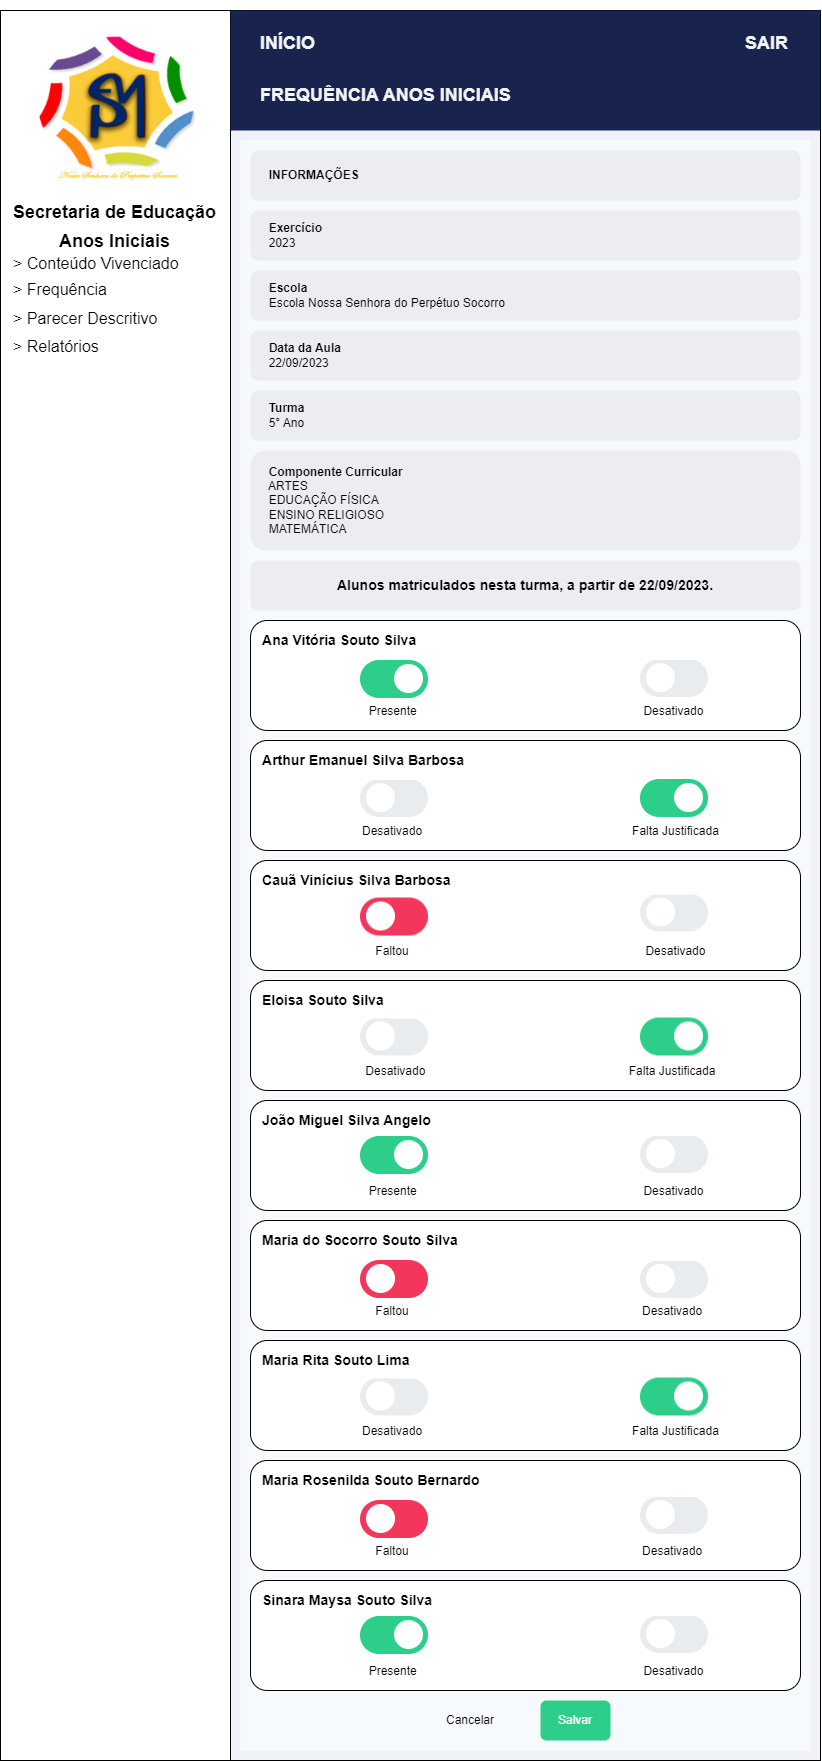 SME
Nossa Senhora do Perpétuo Socorro
Secretaria de Educação
Anos Iniciais
> Conteúdo Vivenciado
> Frequência
> Parecer Descritivo
> Relatórios
INÍCIO
SAIR
FREQUÊNCIA ANOS INICIAIS
INFORMAÇÕES
Exercício
2023
Escola
Escola Nossa Senhora do Perpétuo Socorro
Data da Aula
22/09/2023
Turma
5° Ano
Componente Curricular
ARTES
EDUCAÇÃO FÍSICA
ENSINO RELIGIOSO
MATEMÁTICA
Alunos matriculados nesta turma, a partir de 22/09/2023.
Ana Vitória Souto Silva
Presente
Desativado
Arthur Emanuel Silva Barbosa
Desativado
Falta Justificada
Cauã Vinícius Silva Barbosa
Faltou
Desativado
Eloisa Souto Silva
Desativado
Falta Justificada
João Miguel Silva Angelo
Presente
Desativado
Maria do Socorro Souto Silva
Faltou
Desativado
Maria Rita Souto Lima
Desativado
Falta Justificada
Maria Rosenilda Souto Bernardo
Faltou
Desativado
Sinara Maysa Souto Silva
Presente
Desativado
Cancelar
Salvar